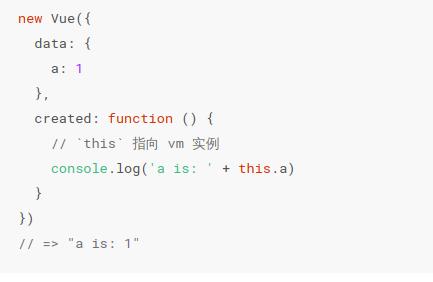 new Vue({
  data: {
    a: 1
  },
  created: function () {
    // `this` 指向 vm 实例
    console.log('a is: ' + this.a)
  }
})
// => "a is: 1"